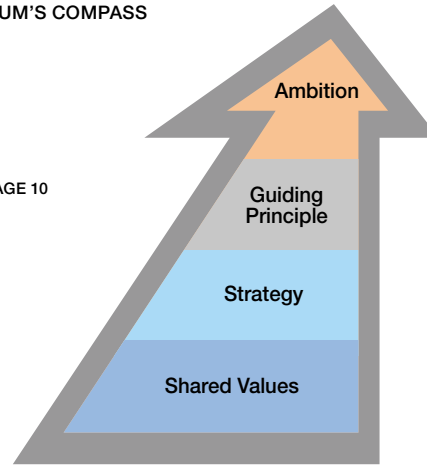 UM'S COMPASS
Ambition
AGE 10
Guiding
Principle
Strategy
Shared Values